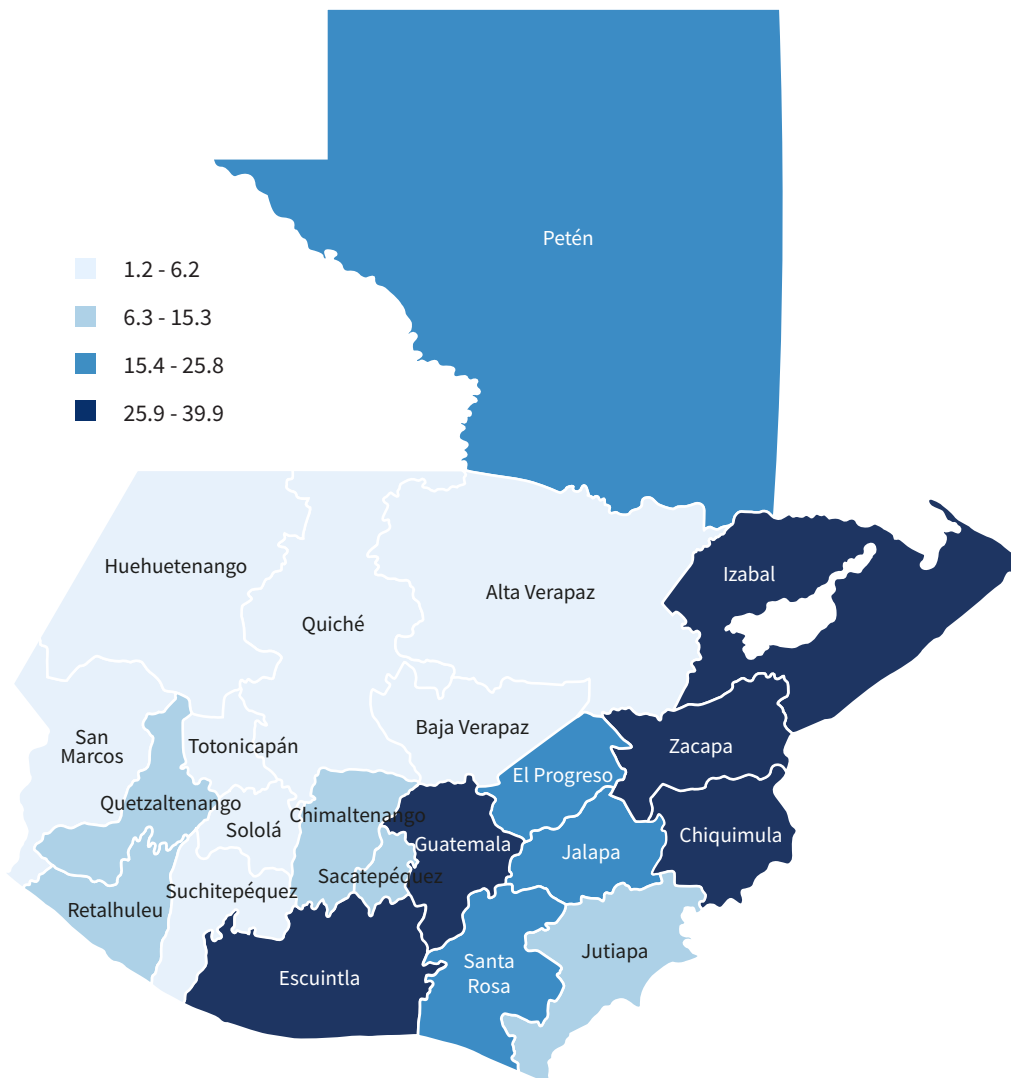 Petén
1.2 - 6.2
6.3 - 15.3
15.4 - 25.8
25.9 - 39.9
Huehuetenango
Izabal
Alta Verapaz
Quiché
Baja Verapaz
San
Marcos
Totonicapán
Zacapa
El Progreso
Quetzaltenango
Chimaltenango
Sololá
Guatemala
Chiquimula
Jalapa
Sacatepéquez
Suchitepéquez
Retalhuleu
Jutiapa
Santa
Rosa
Escuintla